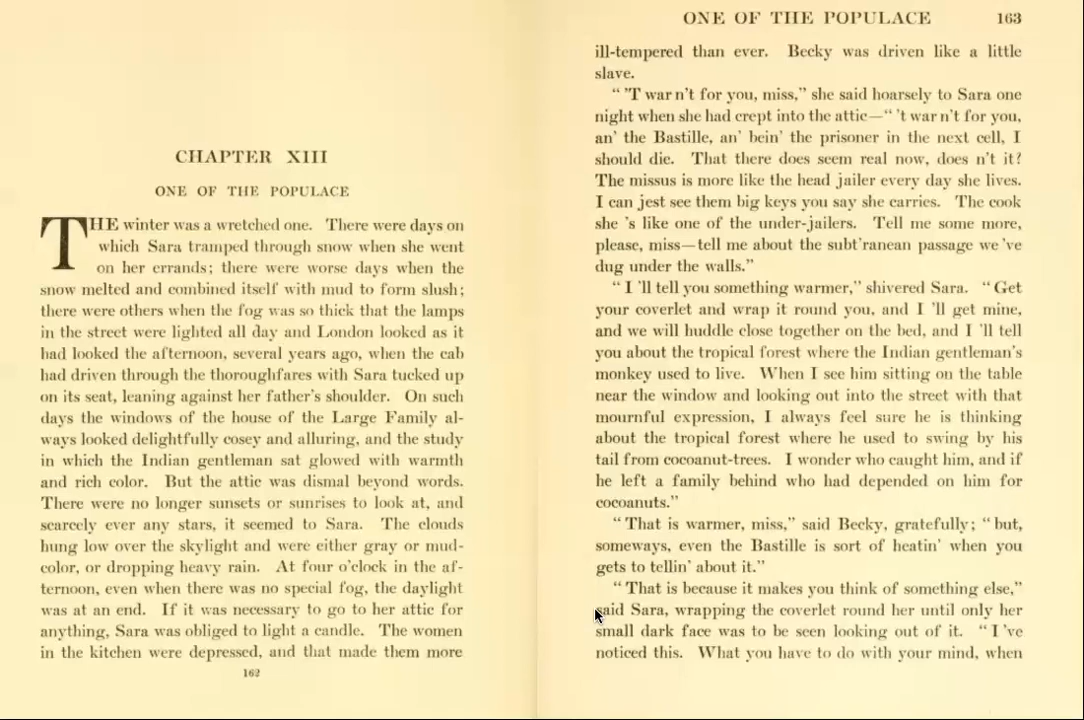 CHAPTER XIII
ONE OF THE POPULACE
THE winter was a wretched one. There were days on
which Sara tramped through snow when she went
on her errands; there were worse days when the
snow melted and combined itself with mud to form slush;
there were others when the fog was so thick that the lamps
in the street were lighted all day and London looked as it
had looked the afternoon, several years ago, when the cab
had driven through the thoroughfares with Sara tucked up
on its seat, leaning against her father's shoulder. On such
days the windows of the house of the Large Family al-
ways looked delightfully cosey and alluring, and the study
in which the Indian gentleman sat glowed with warmth
and rich color. But the attic was dismal beyond words.
There were no longer sunsets or sunrises to look at, and
scarcely ever any stars, it seemed to Sara. The clouds
hung low over the skylight and were either gray or mud-
color, or dropping heavy rain. At four o'clock in the af-
ternoon, even when there was no special fog, the daylight
was at an end. If it was necessary to go to her attic for
anything, Sara was obliged to light a candle. The women
in the kitchen were depressed, and that made them more
162
ONE OF THE POPULACE 163
ill-tempered than ever. Becky was driven like a little
slave.
" 'T war n't for you, miss," she said hoarsely to Sara one
night when she had crept into the attic—" 't war n't for you,
an' the Bastille, an' bein' the prisoner in the next cell, I
should die. That there does seem real now, does n't it?
The missus is more like the head jailer every day she lives.
I can jest see them big keys you say she carries. The cook
she 's like one of the under-jailers. Tell me some more,
please, miss—tell me about the subt'ranean passage we 've
dug under the walls."
"I 'll tell you something warmer," shivered Sara. "Get
your coverlet and wrap it round you, and I 'll get mine,
and we will huddle close together on the bed, and I 'll tell
you about the tropical forest where the Indian gentleman's
monkey used to live. When I see him sitting on the table
near the window and looking out into the street with that
mournful expression, I always feel sure he is thinking
about the tropical forest where he used to swing by his
tail from cocoanut-trees. I wonder who caught him, and if
he left a family behind who had depended on him for
cocoanuts."
"That is warmer, miss," said Becky, gratefully; "but,
someways, even the Bastille is sort of heatin' when you
gets to tellin' about it."
"That is because it makes you think of something else,"
said Sara, wrapping the coverlet round her until only her
small dark face was to be seen looking out of it. "I 've
noticed this. What you have to do with your mind, when